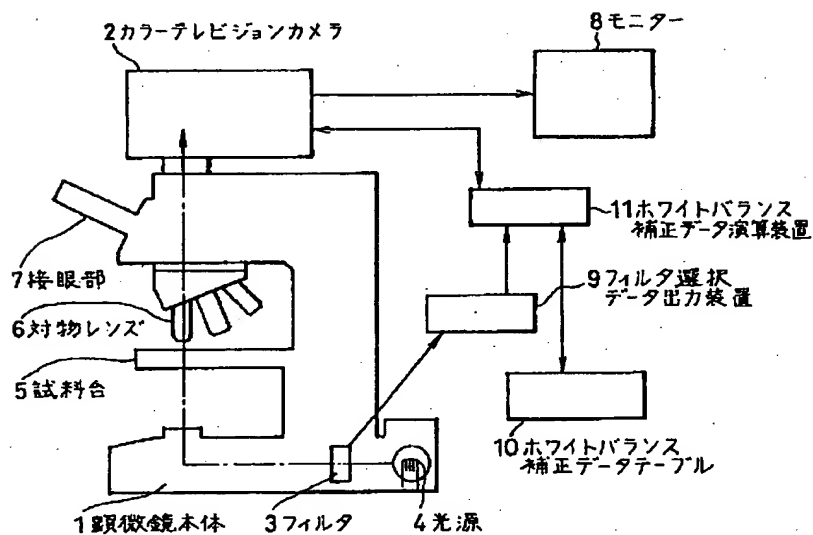 2カラーテレビジョンカメラ
8モニター
11ホワイトバランス
補正データ演算装置
7接眼部
9フィルタ選択
データ出力装置
6対物レンズ
5試料台
10ホワイトバランス
補正データテーブル
1顕微鏡本体
3フィルタ
4光源